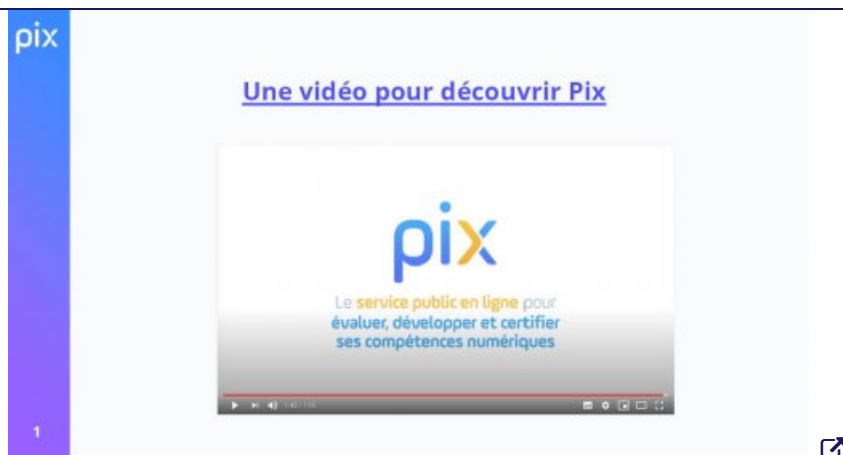 pix
Une vidéo pour découvrir Pix
pix
Le service public en ligne pour
évaluer, développer et certifier
ses compétences numériques
1